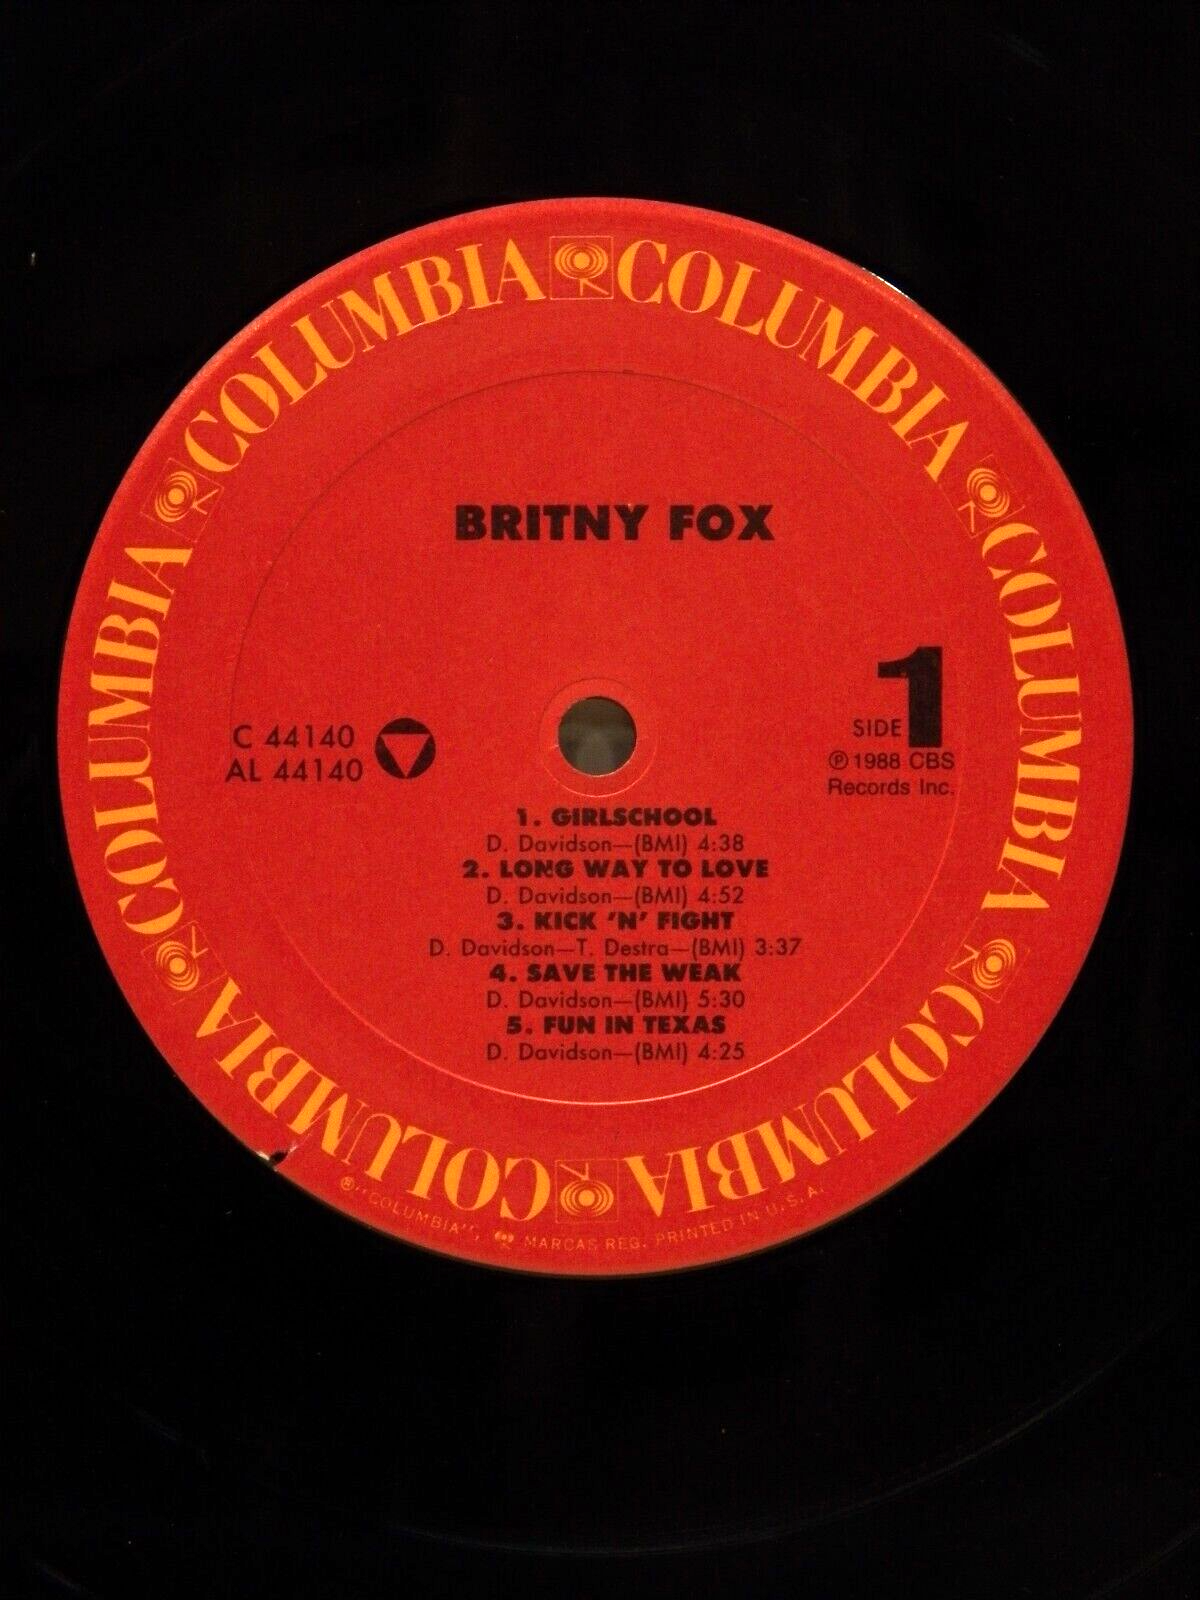 COLUMBIA COLUMBIA COLUMBIA COLUMBIA COLUMBIA COLUMBIA COLUMBIA
BRITNY FOX
C 44140
AL 44140
SIDE 1
℗ 1988 CBS
Records Inc.
1. GIRLSCHOOL
D. Davidson—(BMI) 4:38
2. LONG WAY TO LOVE
D. Davidson—(BMI) 4:52
3. KICK 'N' FIGHT
D. Davidson—T. Destra—(BMI) 3:37
4. SAVE THE WEAK
D. Davidson—(BMI) 5:30
5. FUN IN TEXAS
D. Davidson—(BMI) 4:25
®"COLUMBIA", MARCAS REG. PRINTED IN U.S.A.